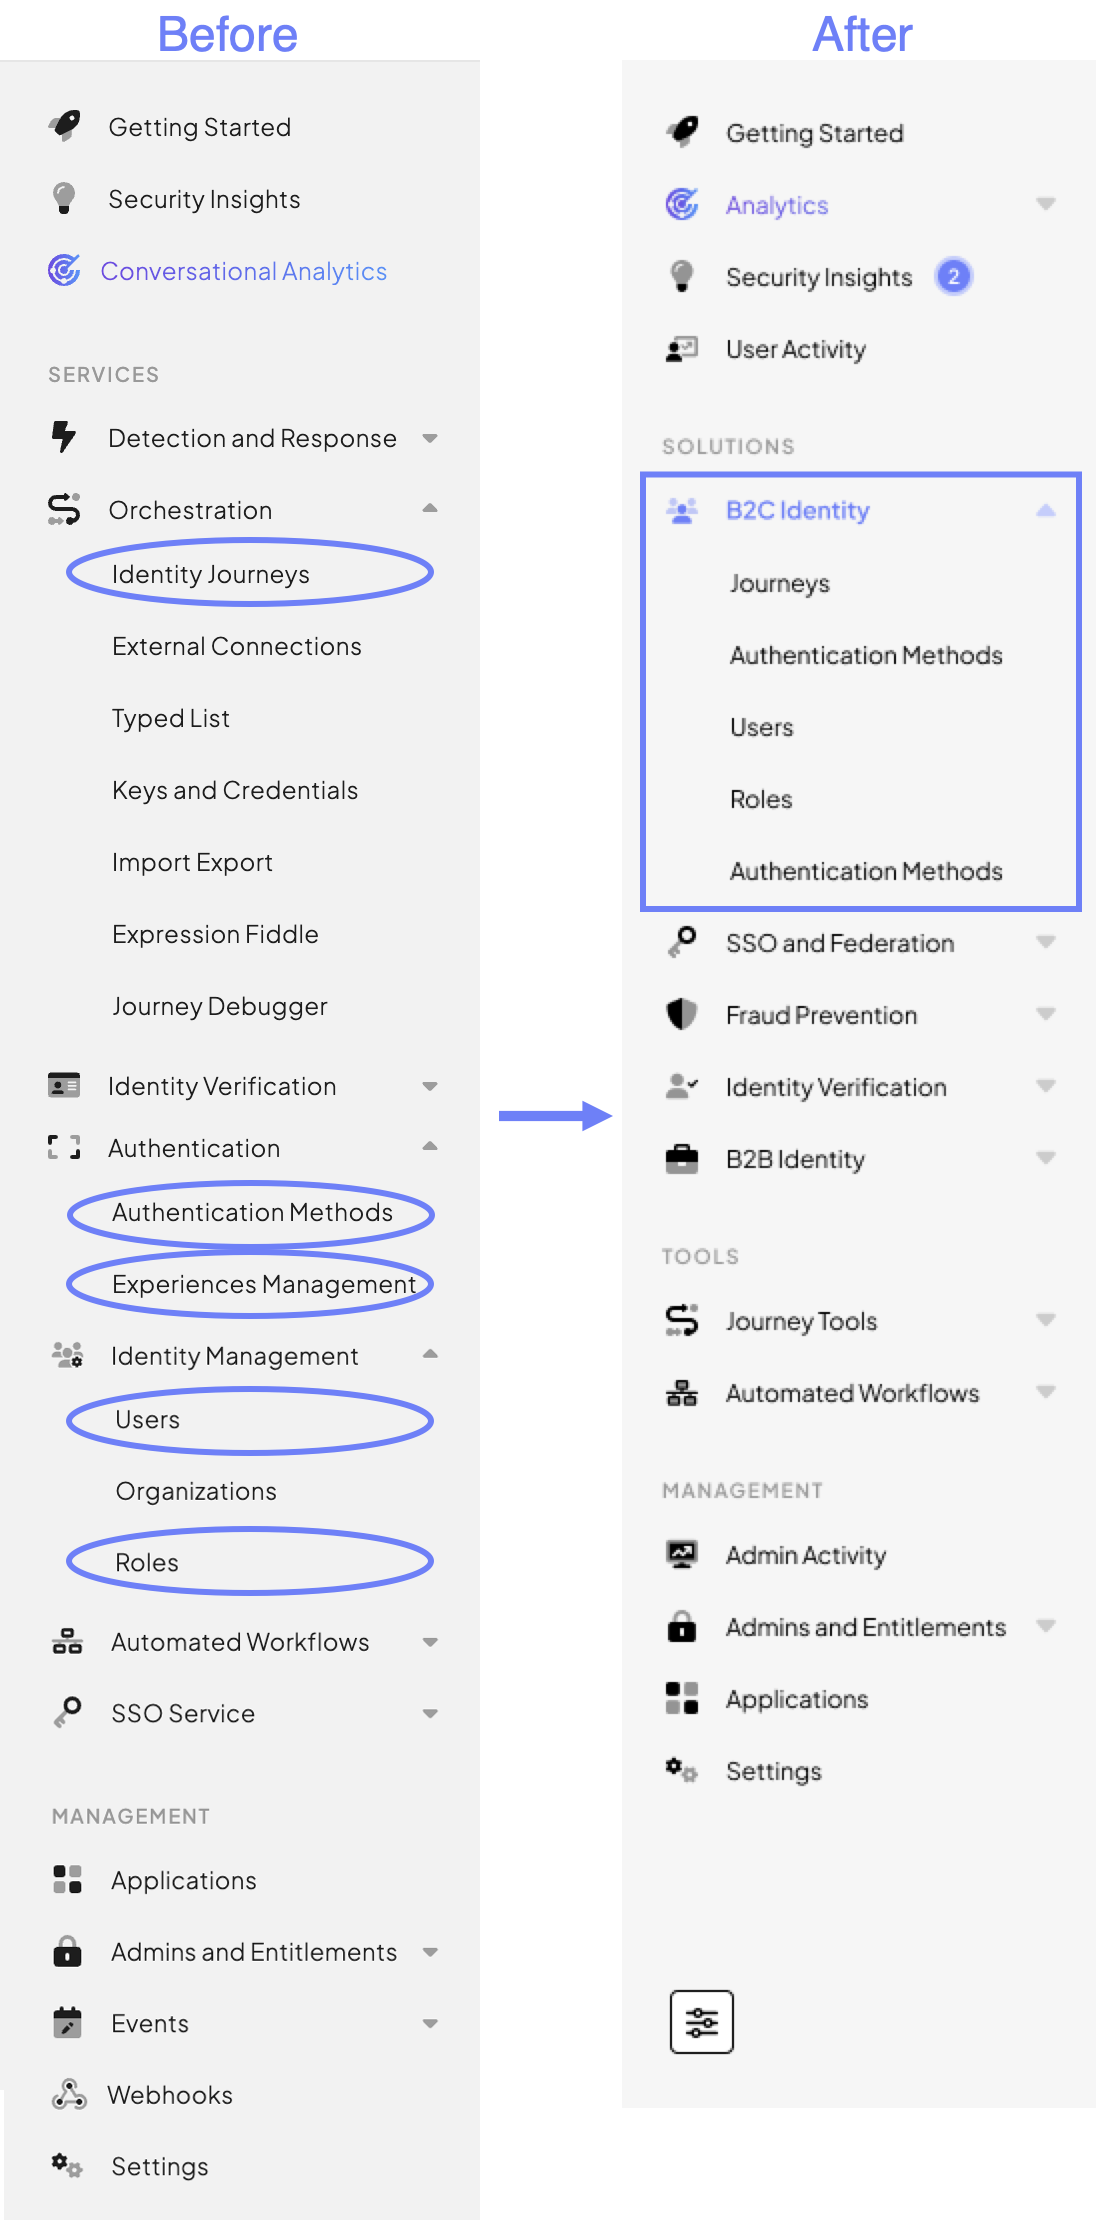 Before
Getting Started
Security Insights
Conversational Analytics
SERVICES
Detection and Response
Orchestration
Identity Journeys
External Connections
Typed List
Keys and Credentials
Import Export
Expression Fiddle
Journey Debugger
Identity Verification
Authentication
Authentication Methods
Experiences Management
Identity Management
Users
Organizations
Roles
Automated Workflows
SSO Service
MANAGEMENT
Applications
Admins and Entitlements
Events
Webhooks
Settings
After
Getting Started
Analytics
Security Insights 2
User Activity
SOLUTIONS
B2C Identity
Journeys
Authentication Methods
Users
Roles
Authentication Methods
SSO and Federation
Fraud Prevention
Identity Verification
B2B Identity
TOOLS
Journey Tools
Automated Workflows
MANAGEMENT
Admin Activity
Admins and Entitlements
Applications
Settings